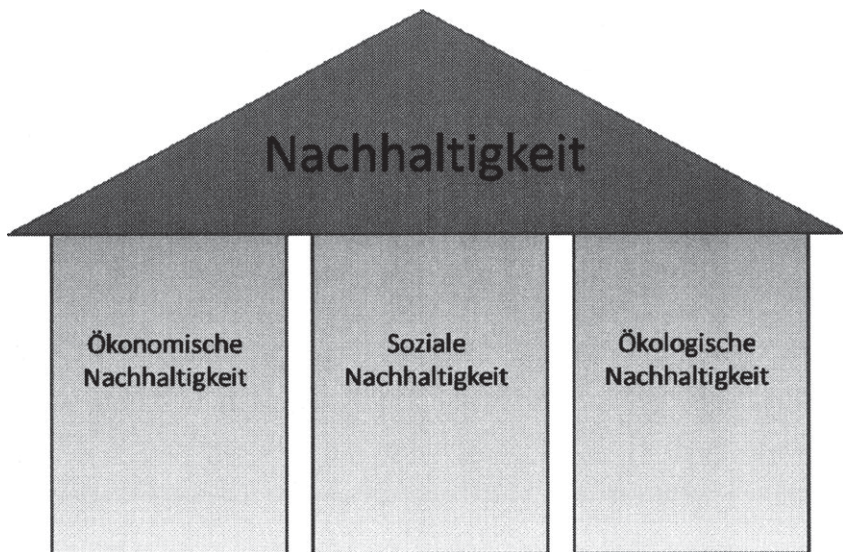 Nachhaltigkeit
Ökonomische
Nachhaltigkeit
Soziale
Nachhaltigkeit
Ökologische
Nachhaltigkeit